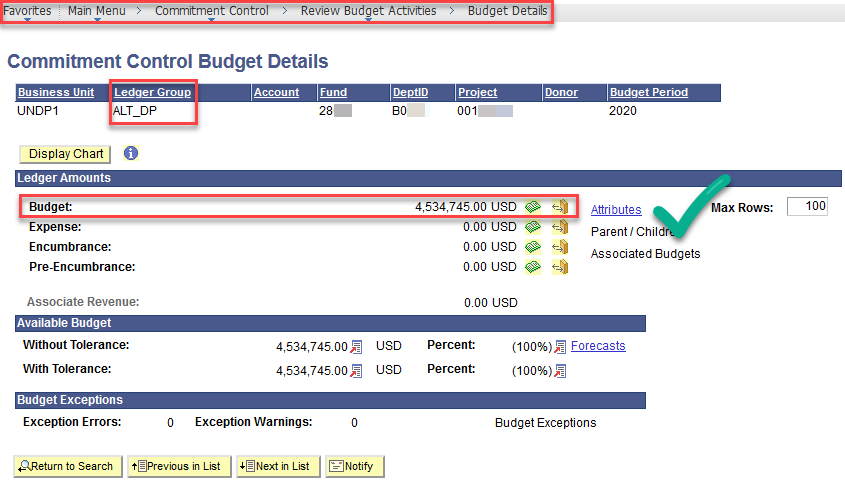 Favorites Main Menu > Commitment Control > Review Budget Activities > Budget Details
Commitment Control Budget Details
Business Unit Ledger Group Account Fund DeptID Project Donor Budget Period
UNDP1 ALT_DP 28 B0 001 2020
Display Chart
Ledger Amounts
Budget: 4,534,745.00 USD Attributes Max Rows: 100
Expense: 0.00 USD Parent / Children
Encumbrance: 0.00 USD Associated Budgets
Pre-Encumbrance: 0.00 USD
Associate Revenue: 0.00 USD
Available Budget
Without Tolerance: 4,534,745.00 USD Percent: (100%) Forecasts
With Tolerance: 4,534,745.00 USD Percent: (100%)
Budget Exceptions
Exception Errors: 0 Exception Warnings: 0 Budget Exceptions
Return to Search Previous in List Next in List Notify